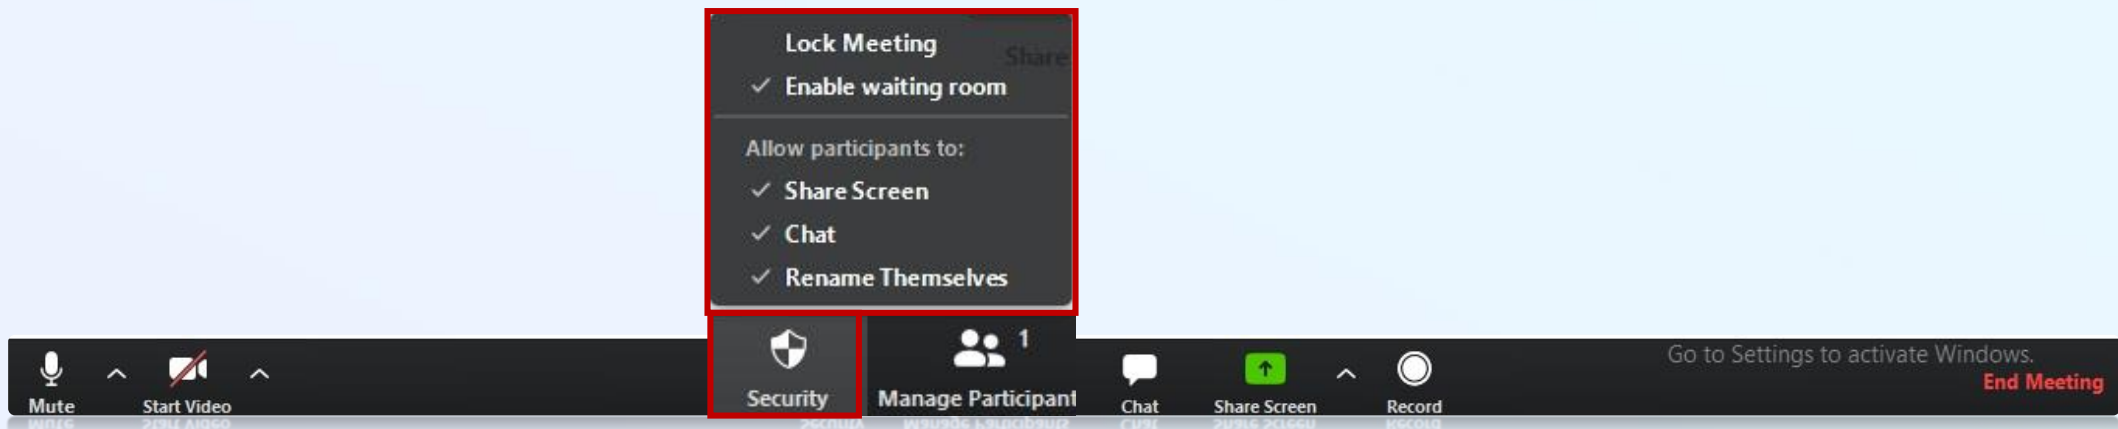 Lock Meeting
Share
Enable waiting room
Allow participants to:
Share Screen
Chat
Rename Themselves
1
Mute
Start Video
Security
Manage Participant
Chat
Share Screen
Record
Go to Settings to activate Windows.
End Meeting